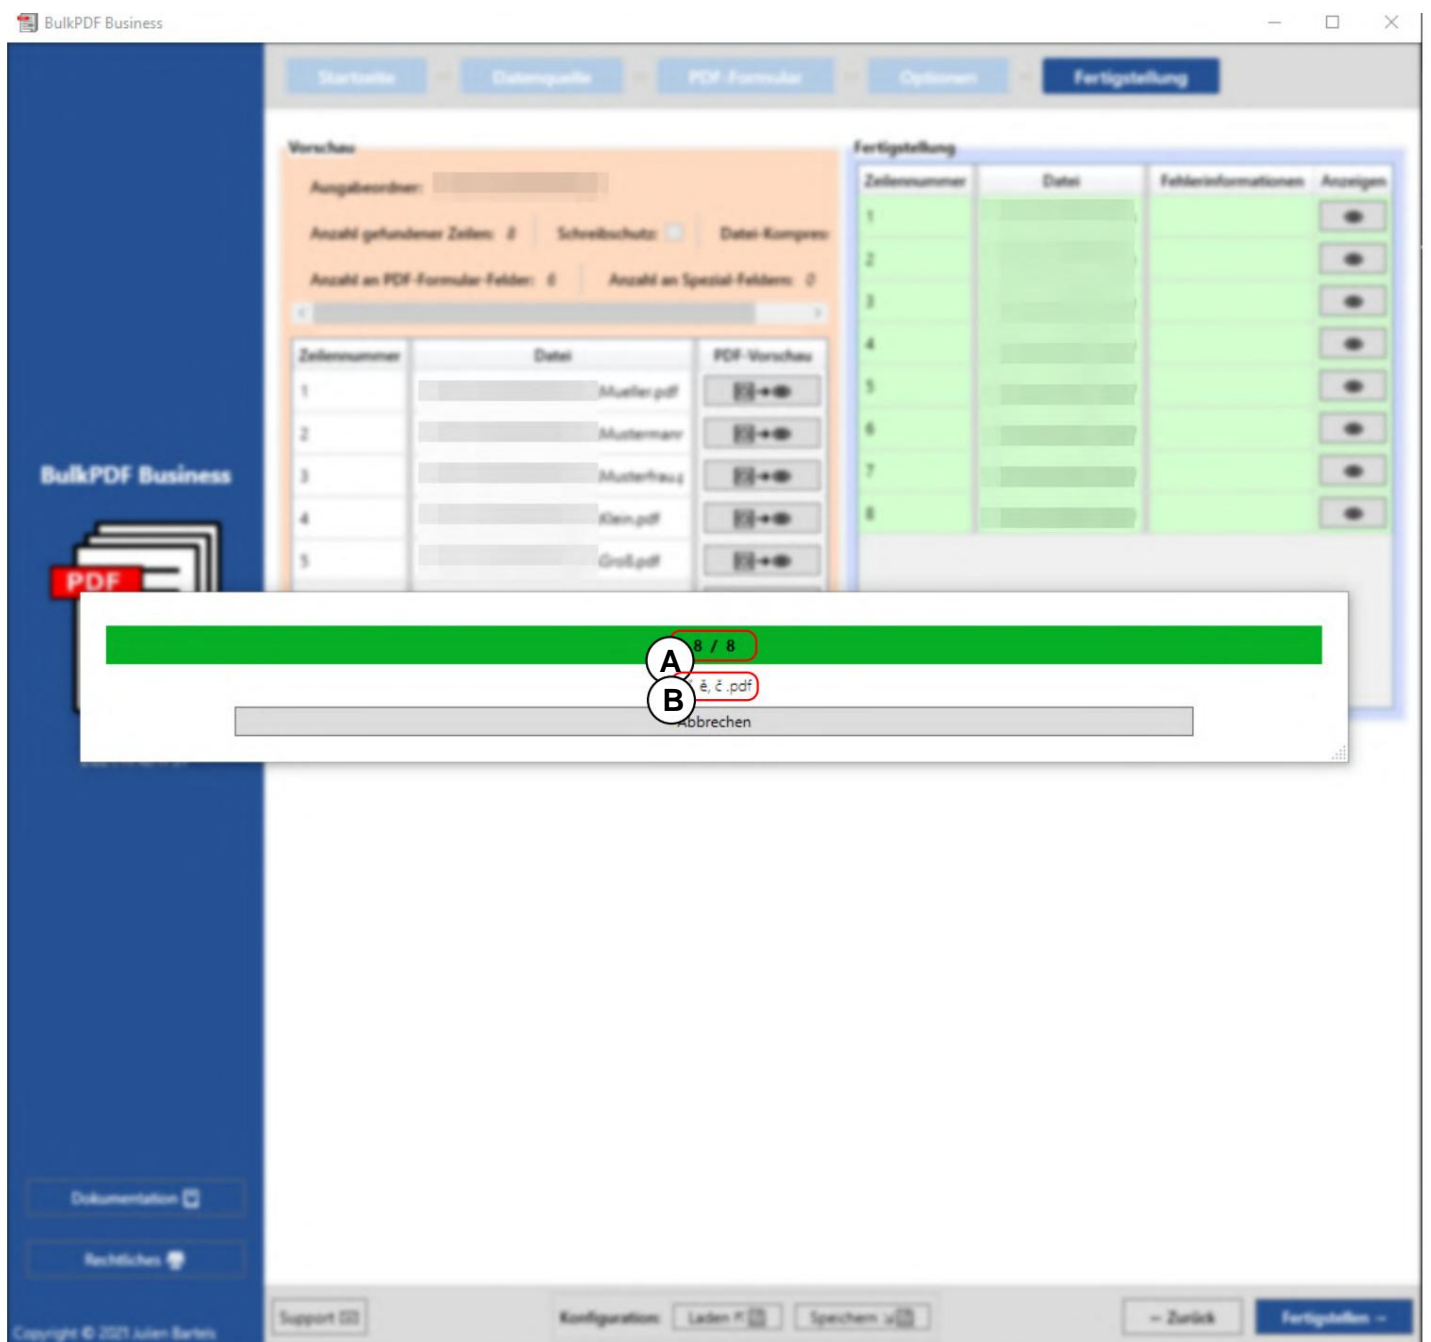 BulkPDF Business
Startseite
Datenquelle
PDF-Formular
Optionen
Fertigstellung
Vorschau
Ausgabeordner:
Anzahl gefundener Zeilen: 8
Schreibschutz:
Datei-Kompres
Anzahl an PDF-Formular-Felder: 6
Anzahl an Spezial-Feldern: 0
Zeilennummer
Datei
PDF-Vorschau
1
Mueller.pdf
2
Mustermann
3
Musterfrau.p
4
Klein.pdf
5
Groß.pdf
Fertigstellung
Zeilennummer
Datei
Fehlerinformationen
Anzeigen
1
2
3
4
5
6
7
8
BulkPDF Business
PDF
8 / 8
A
ě, č .pdf
B
Abbrechen
Dokumentation
Rechtliches
Copyright © 2021 Julien Bartels
Support
Konfiguration:
Laden
Speichern
Zurück
Fertigstellen